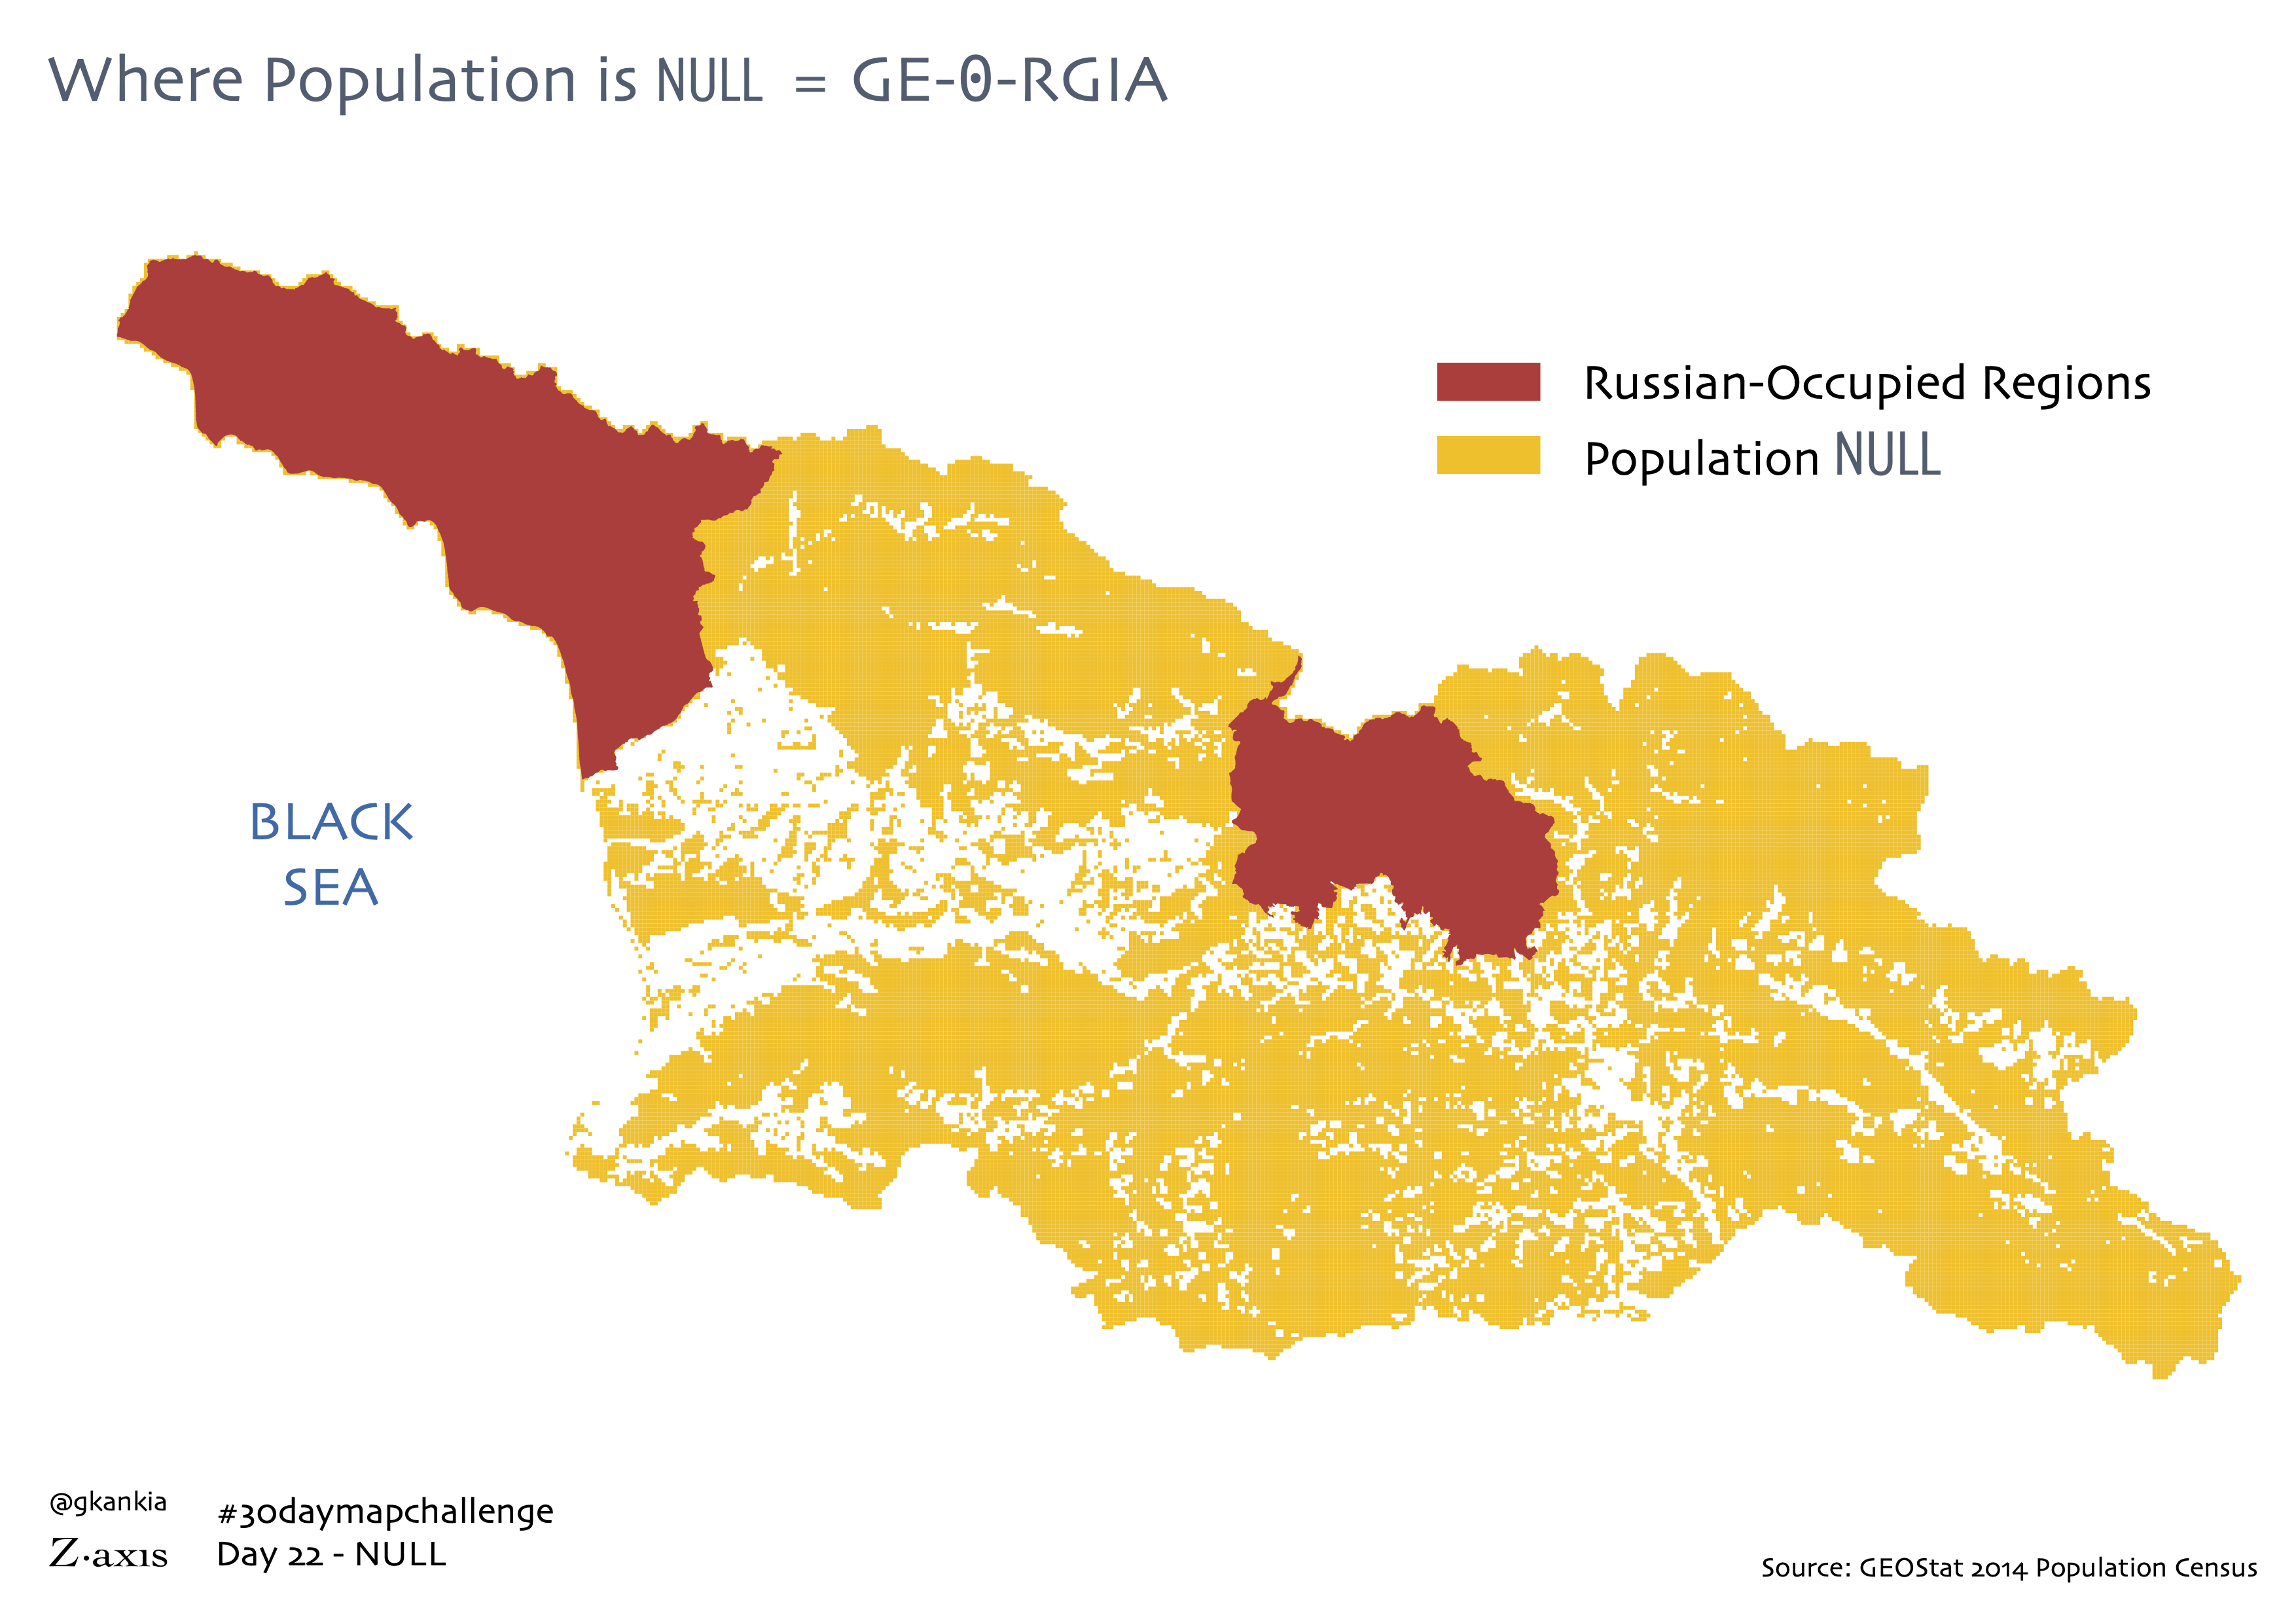 Where Population is NULL = GE-0-RGIA
Russian-Occupied Regions
Population NULL
BLACK
SEA
@gkankia
Z·axis
#30daymapchallenge
Day 22 - NULL
Source: GEOStat 2014 Population Census